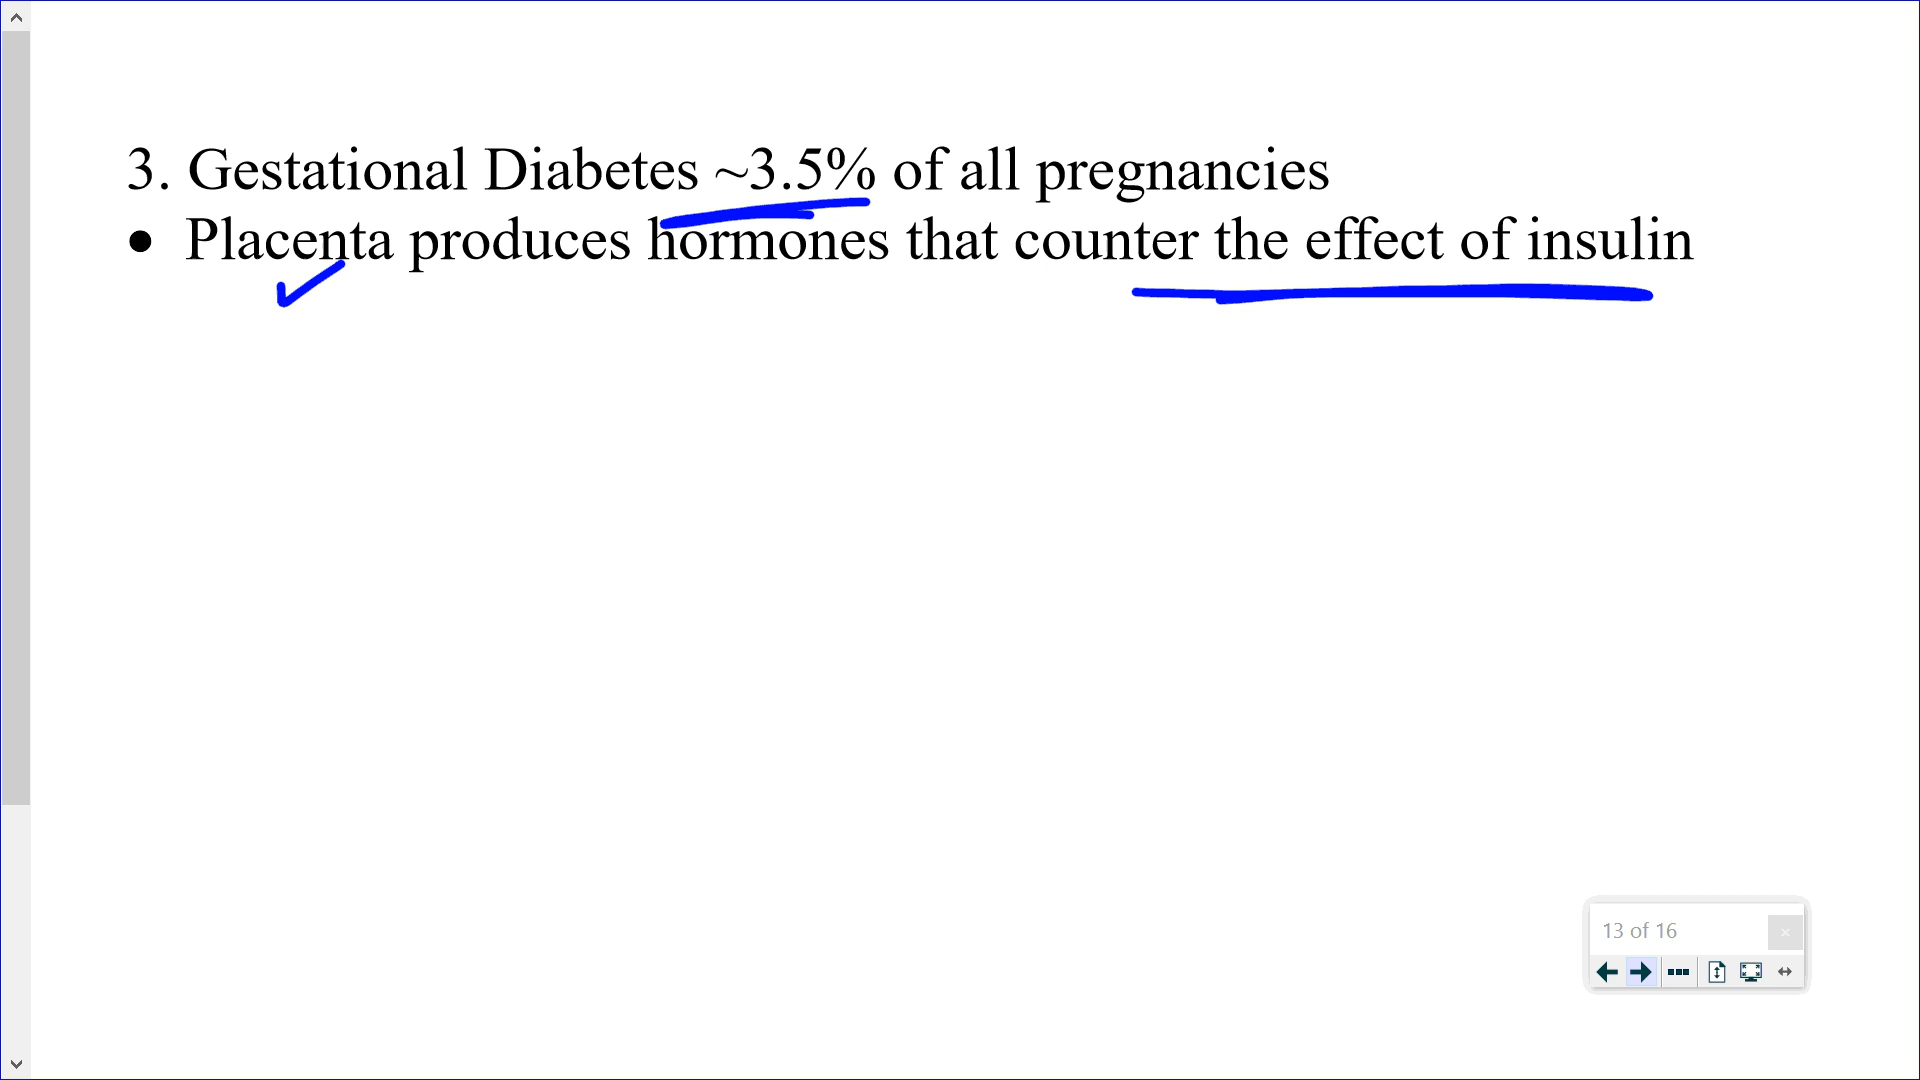 3. Gestational Diabetes ~3.5% of all pregnancies
● Placenta produces hormones that counter the effect of insulin
13 of 16